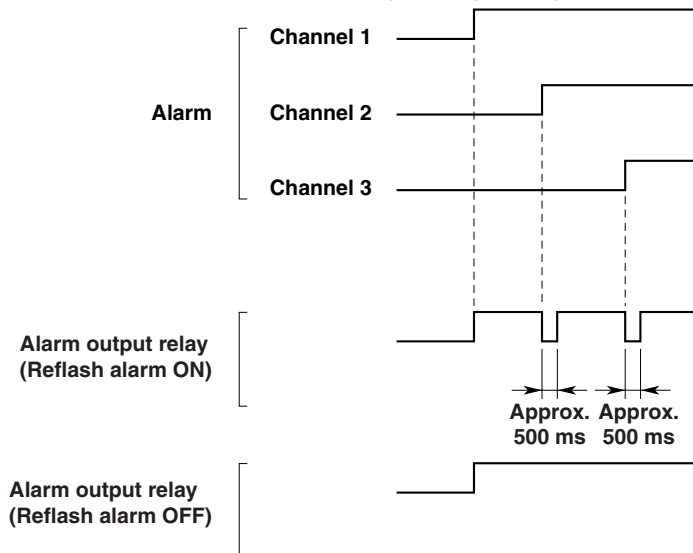 Channel 1
Alarm
Channel 2
Channel 3
Alarm output relay
(Reflash alarm ON)
Approx. Approx.
500 ms 500 ms
Alarm output relay
(Reflash alarm OFF)